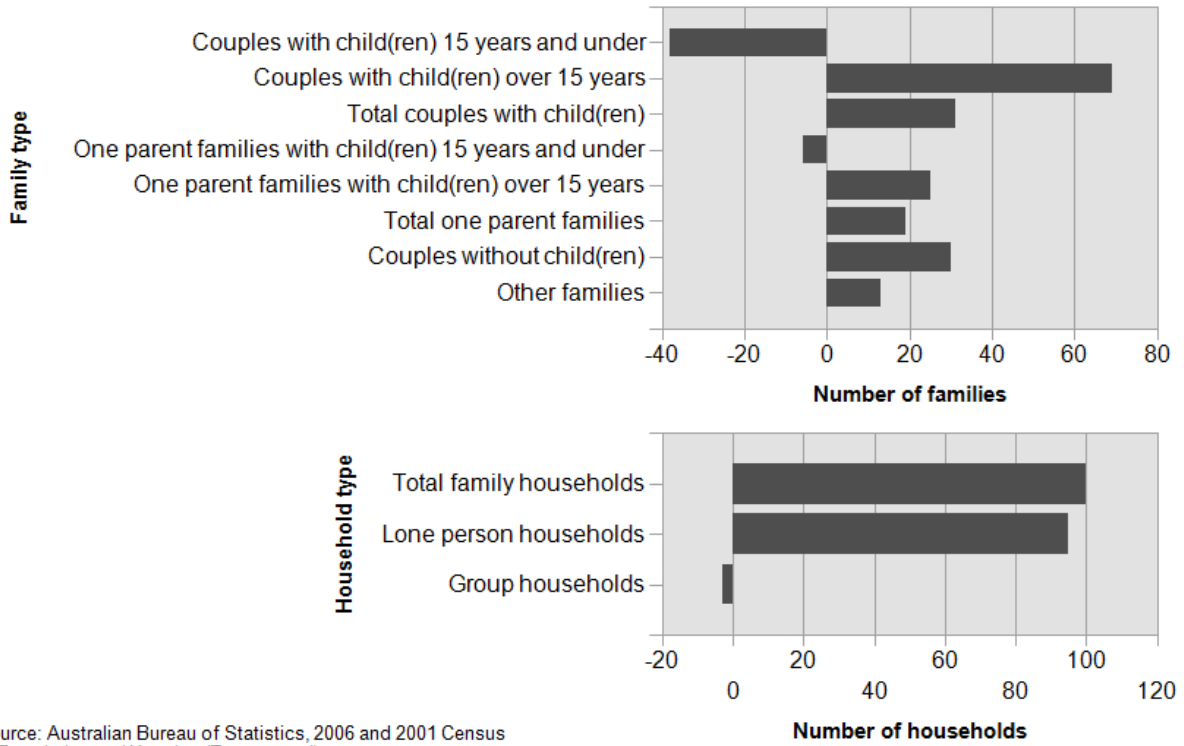 Family type
Couples with child(ren) 15 years and under
Couples with child(ren) over 15 years
Total couples with child(ren)
One parent families with child(ren) 15 years and under
One parent families with child(ren) over 15 years
Total one parent families
Couples without child(ren)
Other families
-40 -20 0 20 40 60 80
Number of families
Household type
Total family households
Lone person households
Group households
-20 20 60 100
0 40 80 120
Number of households
urce: Australian Bureau of Statistics, 2006 and 2001 Census